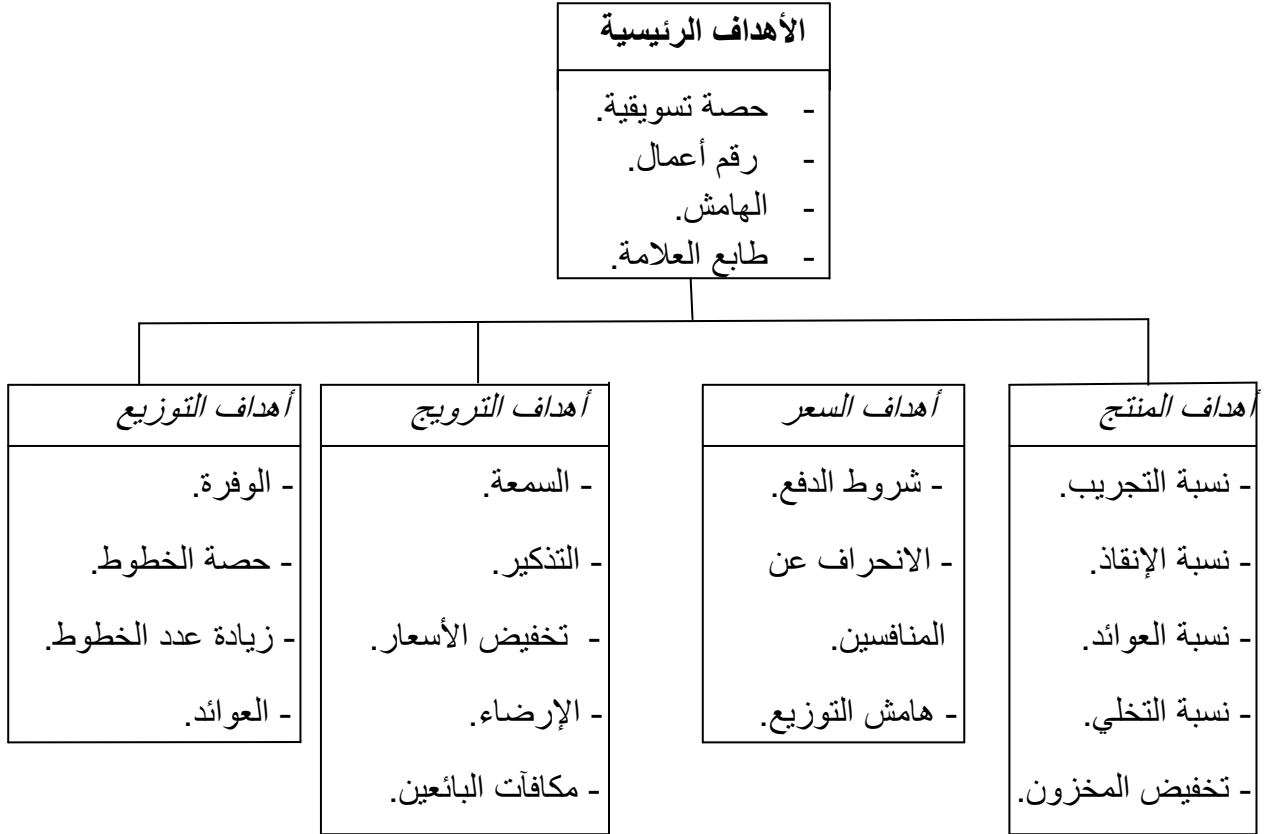 الأهداف الرئيسية
- حصة تسويقية.
- رقم أعمال.
- الهامش.
- طابع العلامة.
أهداف المنتج
- نسبة التجريب.
- نسبة الإنقاذ.
- نسبة العوائد.
- نسبة التخلي.
- تخفيض المخزون.
أهداف السعر
- شروط الدفع.
- الانحراف عن
المنافسين.
- هامش التوزيع.
أهداف الترويج
- السمعة.
- التذكير.
- تخفيض الأسعار.
- الإرضاء.
- مكافآت البائعين.
أهداف التوزيع
- الوفرة.
- حصة الخطوط.
- زيادة عدد الخطوط.
- العوائد.